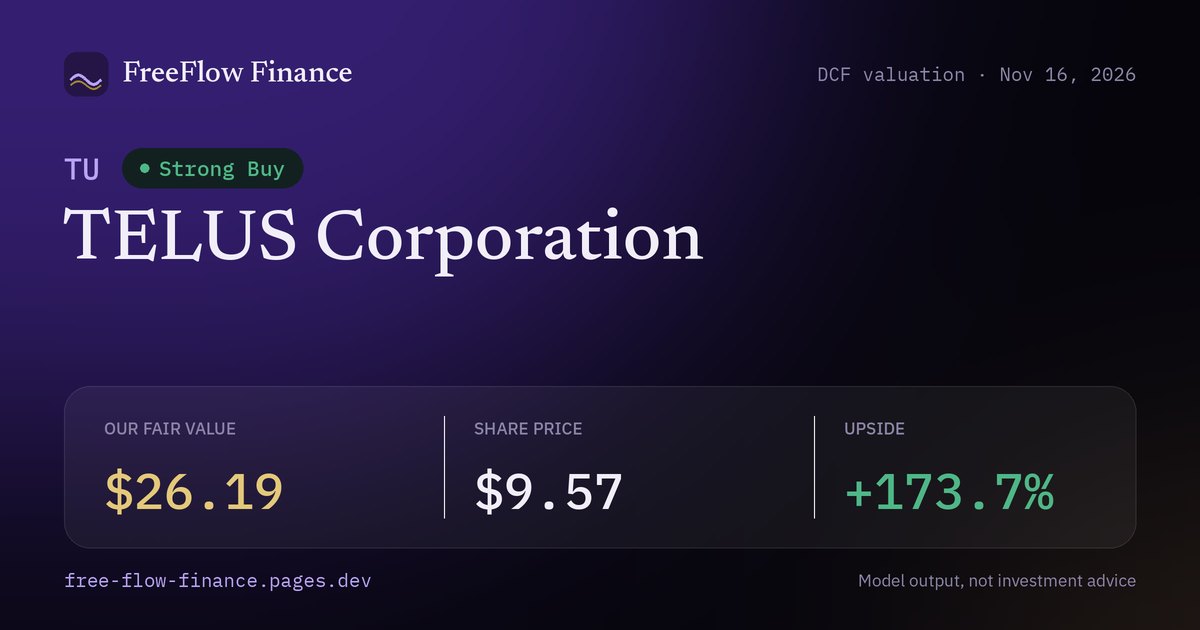 FreeFlow Finance
DCF valuation · Nov 16, 2026
TU
Strong Buy
TELUS Corporation
OUR FAIR VALUE
$26.19
SHARE PRICE
$9.57
UPSIDE
+173.7%
free-flow-finance.pages.dev
Model output, not investment advice